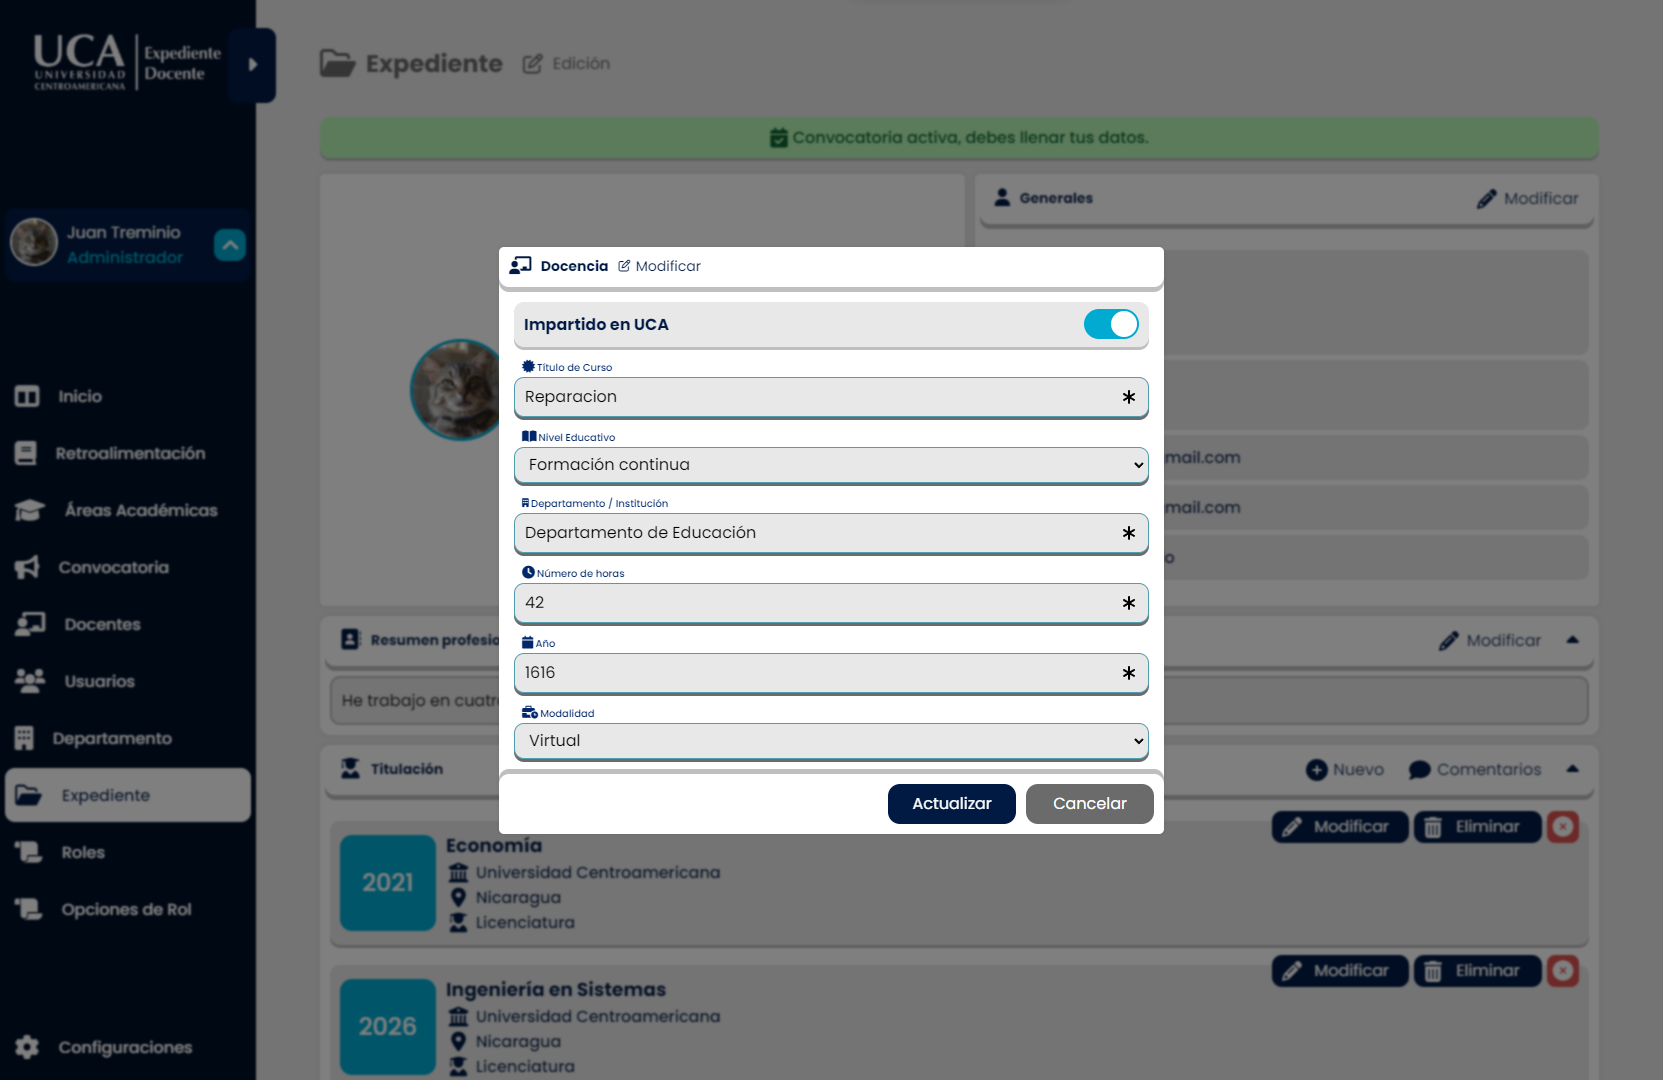 UCA
UNIVERSIDAD
CENTROAMERICANA
Expediente
Docente
Juan Treminio
Administrador
Inicio
Retroalimentación
Áreas Académicas
Convocatoria
Docentes
Usuarios
Departamento
Expediente
Roles
Opciones de Rol
Configuraciones
Expediente Edición
Convocatoria activa, debes llenar tus datos.
Generales Modificar
mail.com
mail.com
o
Docencia Modificar
Impartido en UCA
Título de Curso
Reparacion
Nivel Educativo
Formación continua
Departamento / Institución
Departamento de Educación
Número de horas
42
Año
1616
Modalidad
Virtual
Actualizar Cancelar
Resumen profesio
Modificar
He trabajo en cuatr
Titulación Nuevo Comentarios
Modificar Eliminar
2021
Economía
Universidad Centroamericana
Nicaragua
Licenciatura
Modificar Eliminar
2026
Ingeniería en Sistemas
Universidad Centroamericana
Nicaragua
Licenciatura